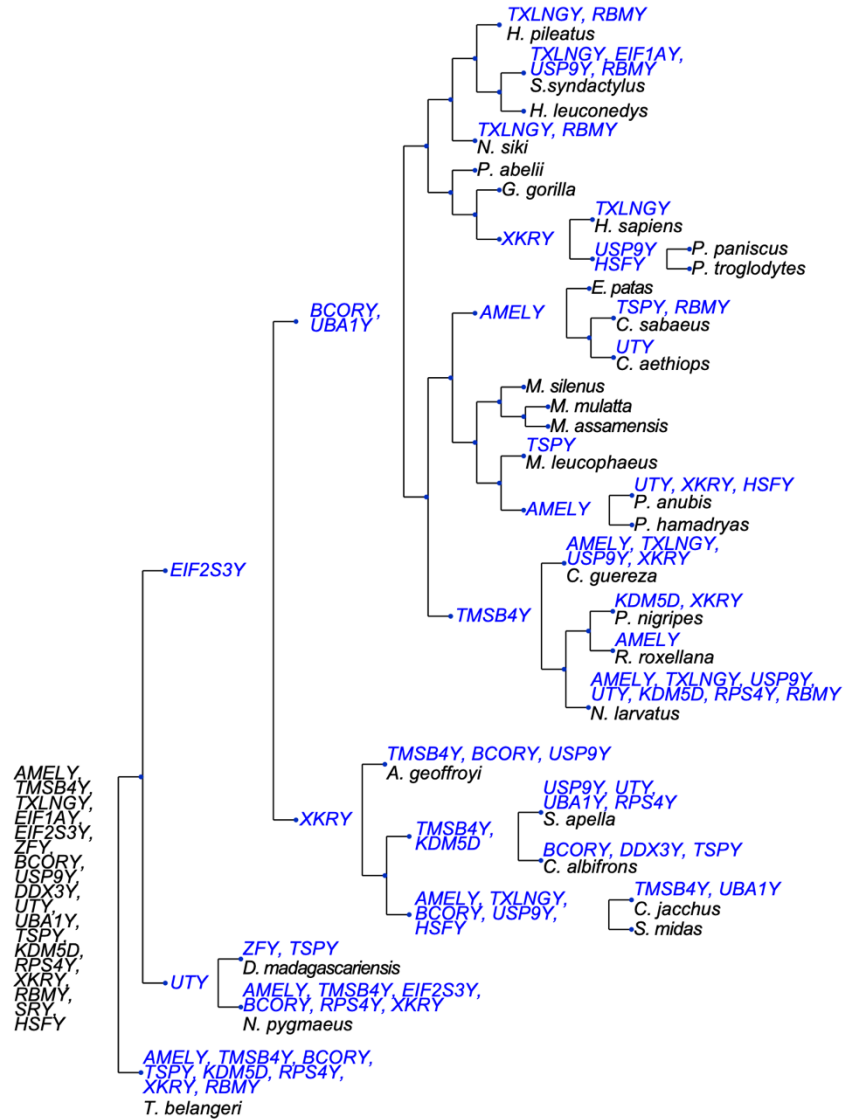 TXLNGY, RBMY
H. pileatus
TXLNGY, EIF1AY,
USP9Y, RBMY
S.syndactylus
H. leuconedys
TXLNGY, RBMY
N. siki
P. abelii
G. gorilla
XKRY
TXLNGY
H. sapiens
USP9Y
HSFY
P. paniscus
P. troglodytes
BCORY,
UBA1Y
AMELY
E. patas
TSPY, RBMY
C. sabaeus
UTY
C. aethiops
M. silenus
M. mulatta
M. assamensis
TSPY
M. leucophaeus
AMELY
UTY, XKRY, HSFY
P. anubis
P. hamadryas
EIF2S3Y
TMSB4Y
AMELY, TXLNGY,
USP9Y, XKRY
C. guereza
KDM5D, XKRY
P. nigripes
AMELY
R. roxellana
AMELY, TXLNGY, USP9Y,
UTY, KDM5D, RPS4Y, RBMY
N. larvatus
XKRY
TMSB4Y, BCORY, USP9Y
A. geoffroyi
TMSB4Y,
KDM5D
USP9Y, UTY,
UBA1Y, RPS4Y
S. apella
BCORY, DDX3Y, TSPY
C. albifrons
AMELY, TXLNGY,
BCORY, USP9Y,
HSFY
TMSB4Y, UBA1Y
C. jacchus
S. midas
AMELY,
TMSB4Y,
TXLNGY,
EIF1AY,
EIF2S3Y,
ZFY,
BCORY,
USP9Y,
DDX3Y,
UTY,
UBA1Y,
TSPY,
KDM5D,
RPS4Y,
XKRY,
RBMY,
SRY,
HSFY
UTY
ZFY, TSPY
D. madagascariensis
AMELY, TMSB4Y, EIF2S3Y,
BCORY, RPS4Y, XKRY
N. pygmaeus
AMELY, TMSB4Y, BCORY,
TSPY, KDM5D, RPS4Y,
XKRY, RBMY
T. belangeri